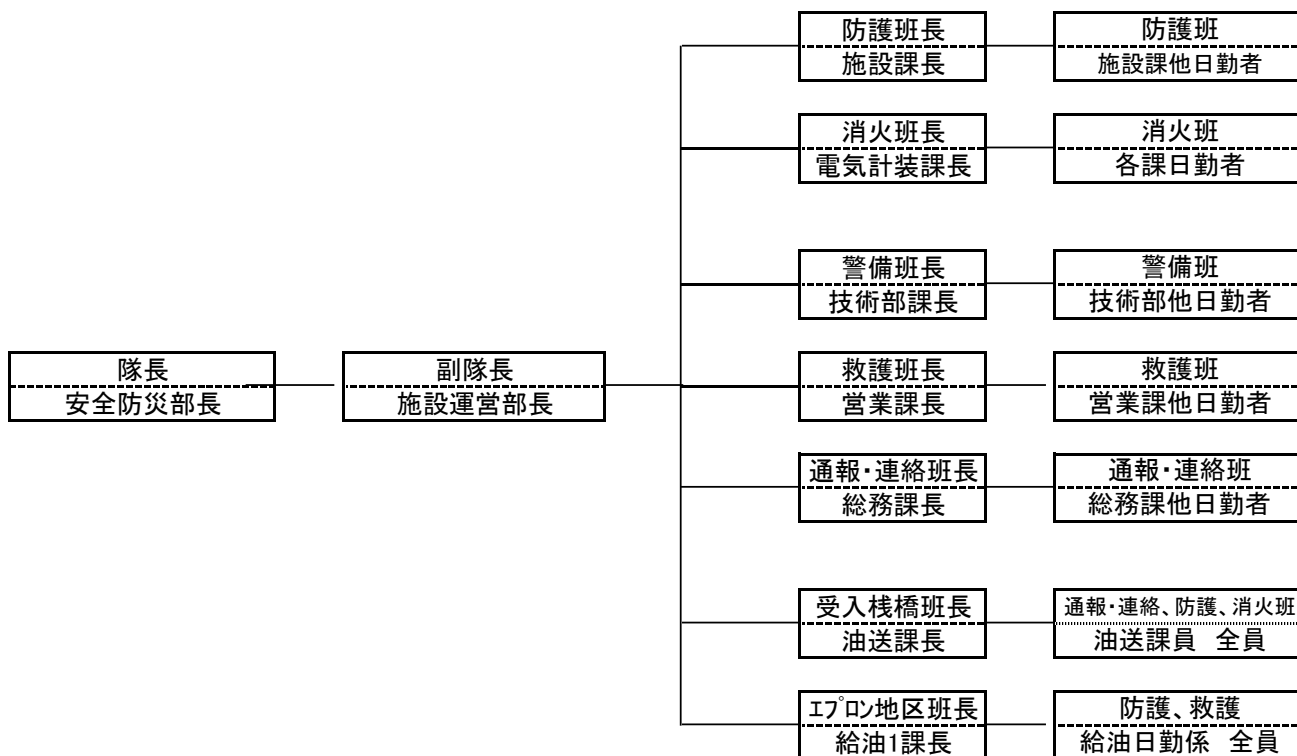 防護班長
施設課長
防護班
施設課他日勤者
消火班長
電気計装課長
消火班
各課日勤者
警備班長
技術部課長
警備班
技術部他日勤者
隊長
安全防災部長
副隊長
施設運営部長
救護班長
営業課長
救護班
営業課他日勤者
通報・連絡班長
総務課長
通報・連絡班
総務課他日勤者
受入桟橋班長
油送課長
通報・連絡、防護、消火班
油送課員 全員
ｴﾌﾟﾛﾝ地区班長
給油1課長
防護、救護
給油日勤係 全員